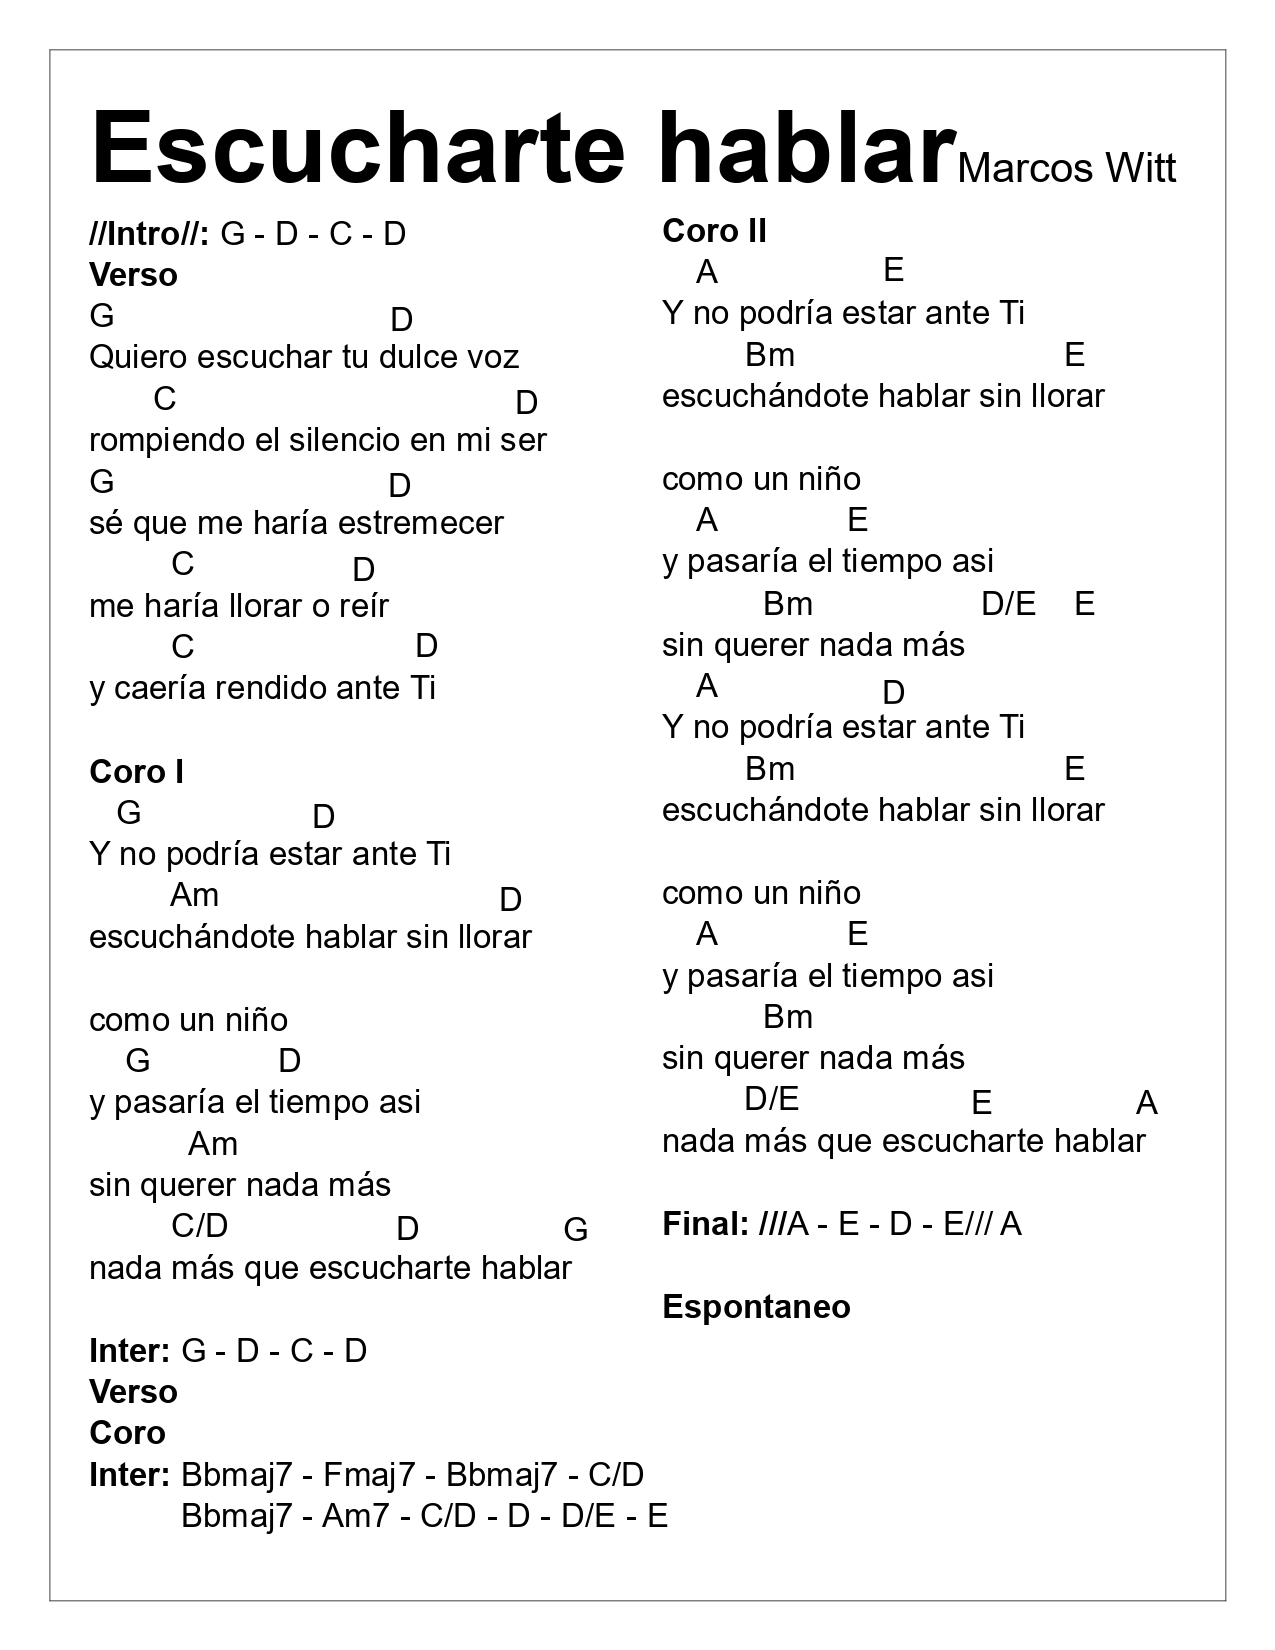 Escucharte hablar Marcos Witt
//Intro//: G - D - C - D
Verso
G D
Quiero escuchar tu dulce voz
C D
rompiendo el silencio en mi ser
G D
sé que me haría estremecer
C D
me haría llorar o reír
C D
y caería rendido ante Ti
Coro I
G D
Y no podría estar ante Ti
Am D
escuchándote hablar sin llorar
como un niño
G D
y pasaría el tiempo asi
Am
sin querer nada más
C/D D G
nada más que escucharte hablar
Inter: G - D - C - D
Verso
Coro
Inter: Bbmaj7 - Fmaj7 - Bbmaj7 - C/D
Bbmaj7 - Am7 - C/D - D - D/E - E
Coro II
A E
Y no podría estar ante Ti
Bm E
escuchándote hablar sin llorar
como un niño
A E
y pasaría el tiempo asi
Bm D/E E
sin querer nada más
A D
Y no podría estar ante Ti
Bm E
escuchándote hablar sin llorar
como un niño
A E
y pasaría el tiempo asi
Bm
sin querer nada más
D/E E A
nada más que escucharte hablar
Final: ///A - E - D - E/// A
Espontaneo